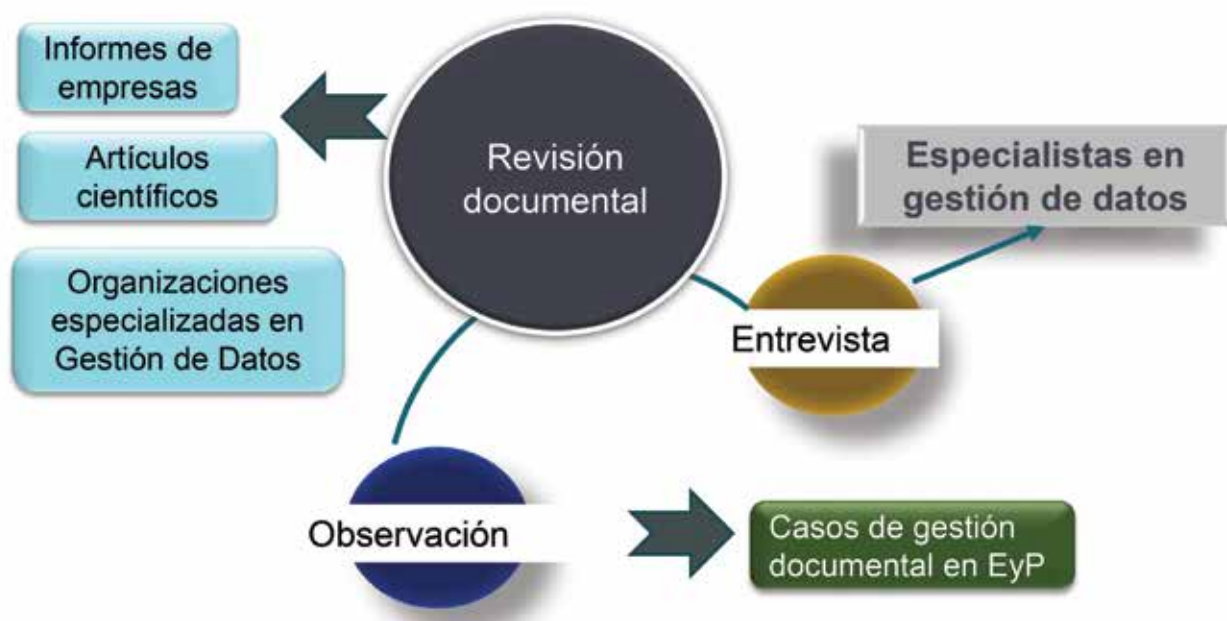 Informes de
empresas
Artículos
científicos
Organizaciones
especializadas en
Gestión de Datos
Revisión
documental
Especialistas en
gestión de datos
Entrevista
Observación
Casos de gestión
documental en EyP